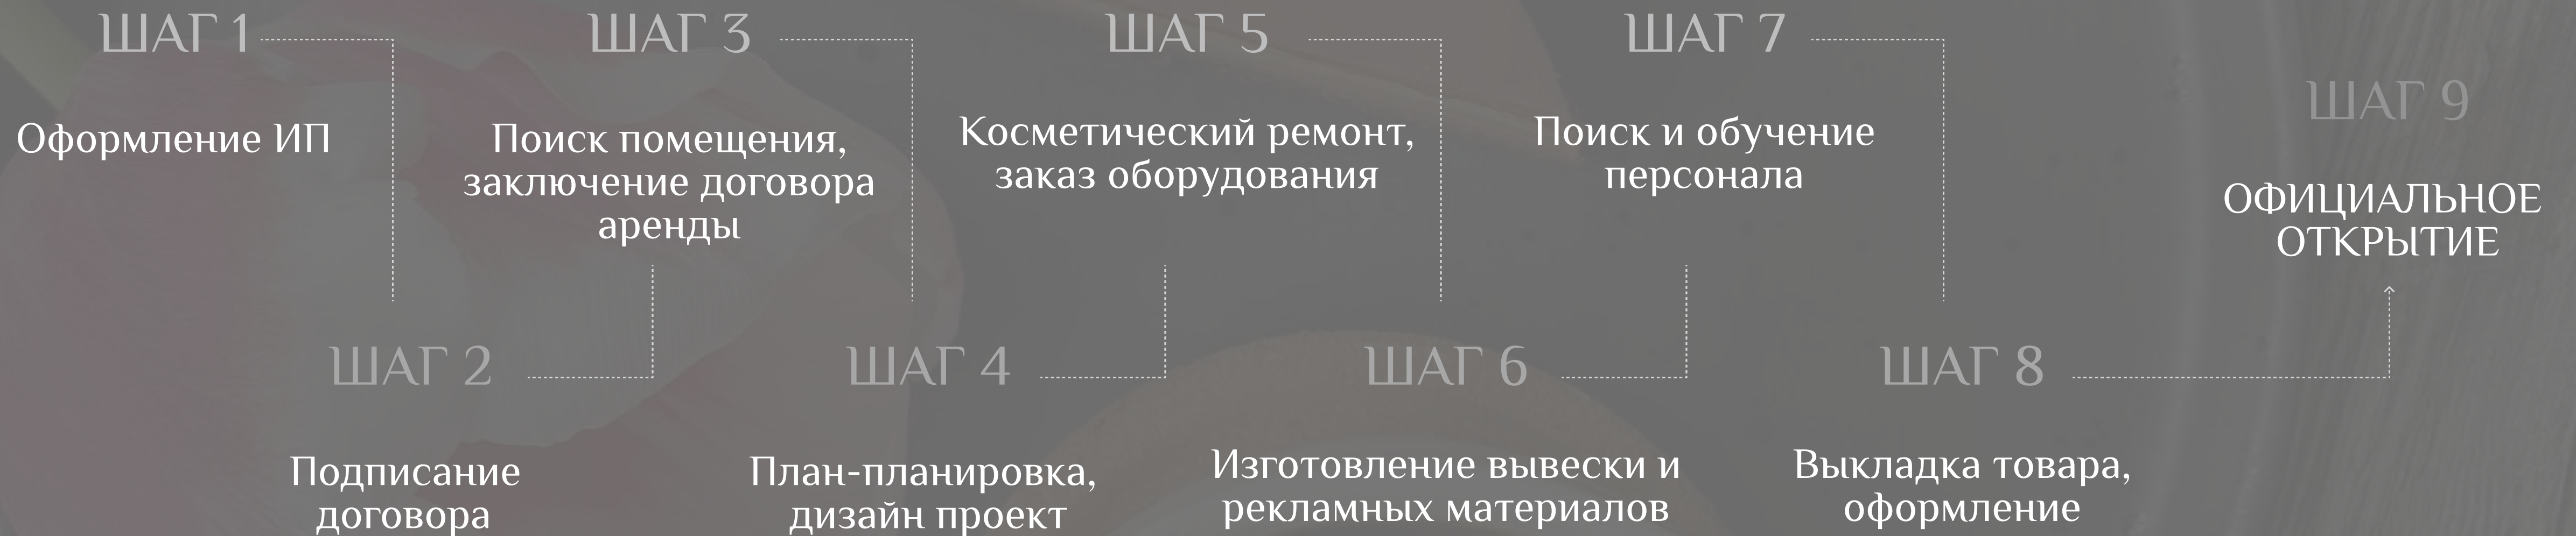 ШАГ 1
Оформление ИП
ШАГ 2
Подписание
договора
ШАГ 3
Поиск помещения,
заключение договора
аренды
ШАГ 4
План-планировка,
дизайн проект
ШАГ 5
Косметический ремонт,
заказ оборудования
ШАГ 6
Изготовление вывески и
рекламных материалов
ШАГ 7
Поиск и обучение
персонала
ШАГ 8
Выкладка товара,
оформление
ШАГ 9
ОФИЦИАЛЬНОЕ
ОТКРЫТИЕ